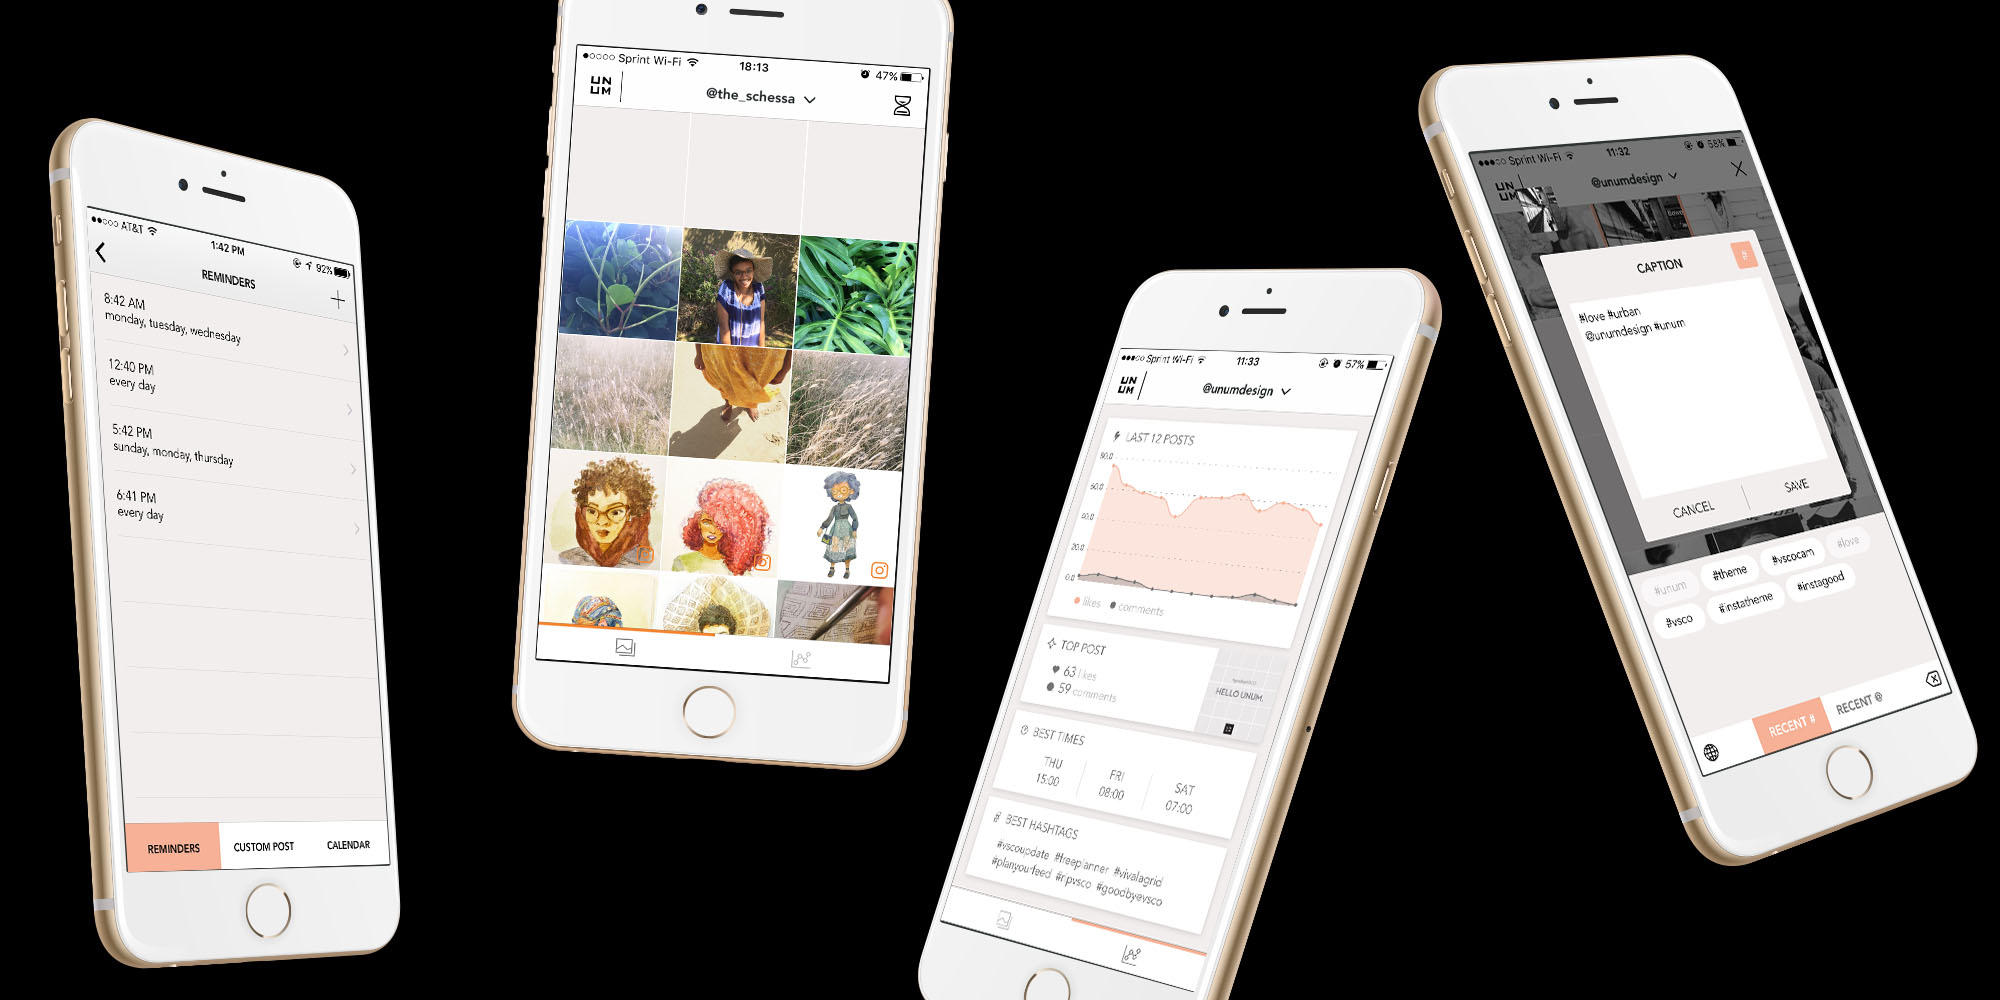 AT&T
1:42 PM
92%
REMINDERS
8:42 AM
monday, tuesday, wednesday
12:40 PM
every day
5:42 PM
sunday, monday, thursday
6:41 PM
every day
REMINDERS CUSTOM POST CALENDAR
Sprint Wi-Fi 18:13 47%
UN
UM
@the_schessa
Sprint Wi-Fi 11:33 57%
UN
UM
@unumdesign
LAST 12 POSTS
80.0
60.0
40.0
20.0
0.0
likes comments
TOP POST
63 likes
59 comments
HELLO UNUM.
BEST TIMES
THU FRI SAT
15:00 08:00 07:00
BEST HASHTAGS
#vscoupdate #freeplanner #vivalagrid
#planyourfeed #ripvsco #goodbyevsco
Sprint Wi-Fi 11:32 58%
UN
UM
@unumdesign
CAPTION #
#love #urban
@unumdesign #unum
CANCEL SAVE
#unum #theme #vscocam #love
#vsco #instatheme #instagood
RECENT # RECENT @